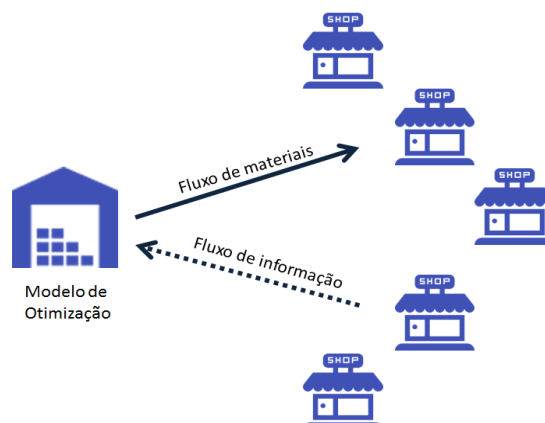 SHOP
SHOP
Fluxo de materiais
SHOP
Fluxo de informação
SHOP
Modelo de
Otimização
SHOP